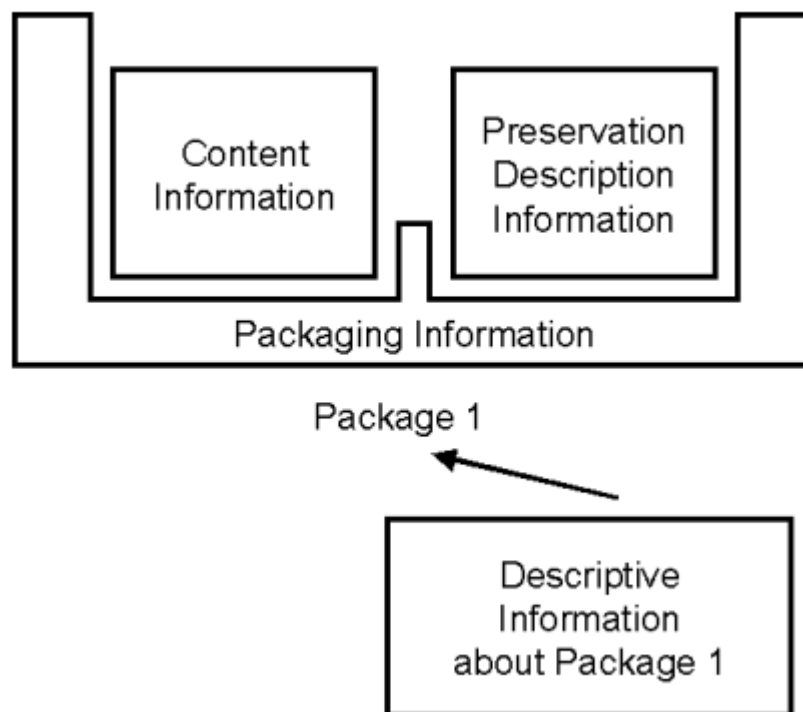 Content
Information
Preservation
Description
Information
Packaging Information
Package 1
Descriptive
Information
about Package 1